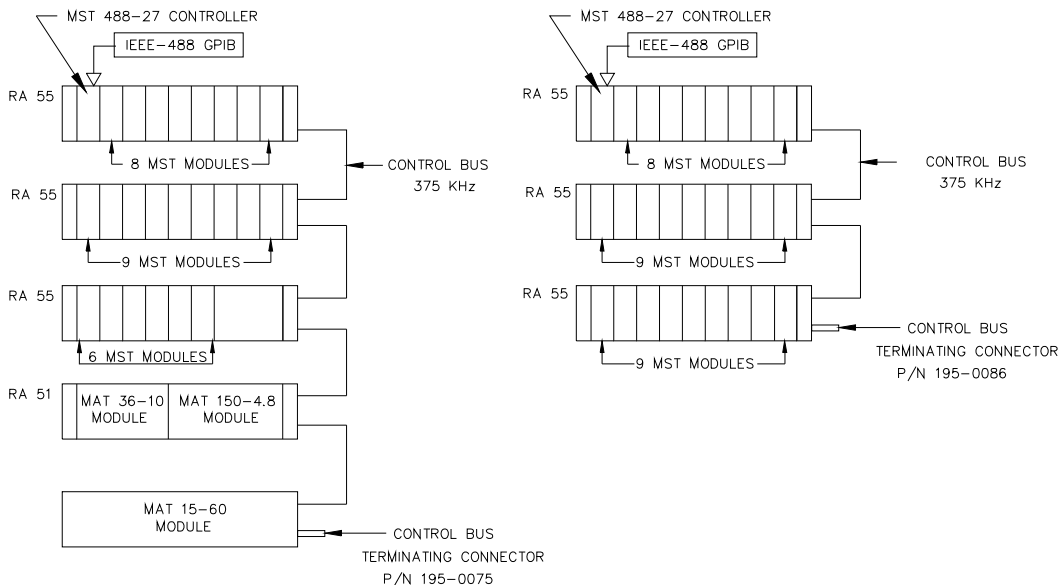 MST 488-27 CONTROLLER
IEEE-488 GPIB
RA 55
8 MST MODULES
CONTROL BUS
375 KHz
RA 55
9 MST MODULES
RA 55
6 MST MODULES
RA 51
MAT 36-10
MODULE
MAT 150-4.8
MODULE
MAT 15-60
MODULE
CONTROL BUS
TERMINATING CONNECTOR
P/N 195-0075
MST 488-27 CONTROLLER
IEEE-488 GPIB
RA 55
8 MST MODULES
CONTROL BUS
375 KHz
RA 55
9 MST MODULES
RA 55
9 MST MODULES
CONTROL BUS
TERMINATING CONNECTOR
P/N 195-0086